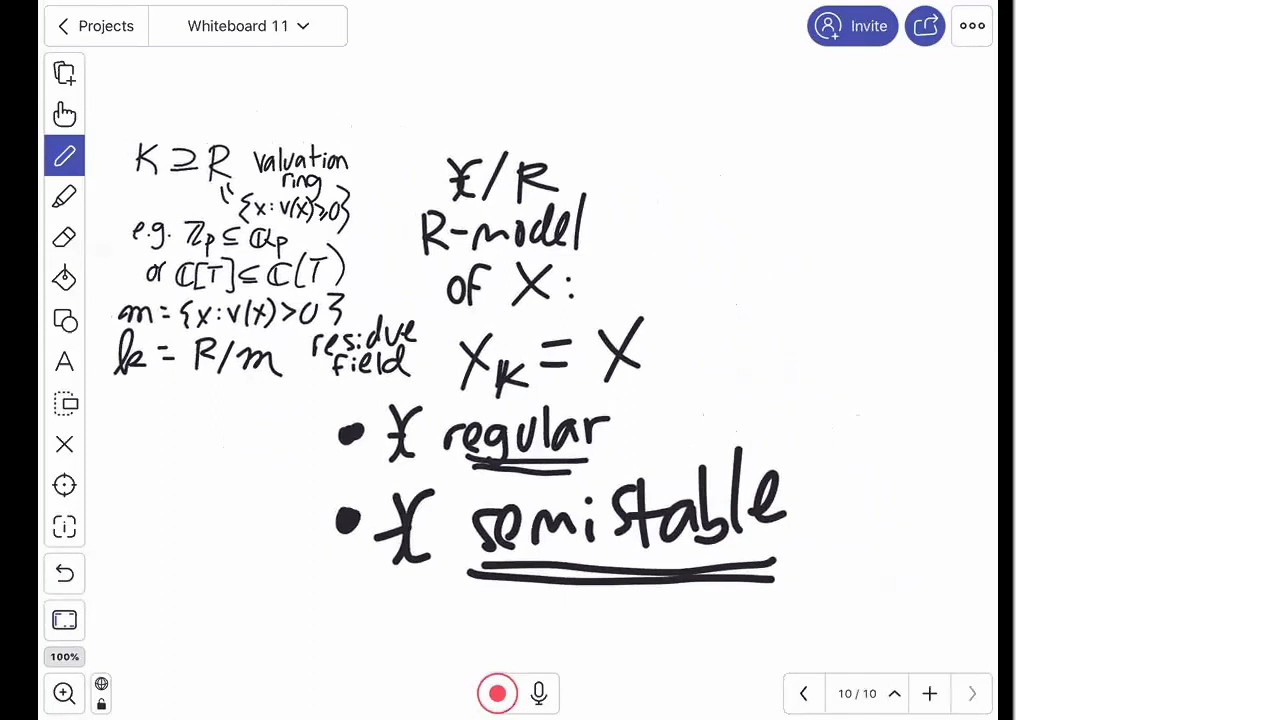 Projects
Whiteboard 11
Invite
K ⊇ R valuation ring
{x : v(x) ≥ 0}
e.g. ℤp ⊆ ℚp
or ℂ[T] ⊆ ℂ(T)
m = {x : v(x) > 0}
k = R/m residue field
𝔛/R
R-model
of X:
X_K = X
• 𝔛 regular
• 𝔛 semistable
A
100%
10/10